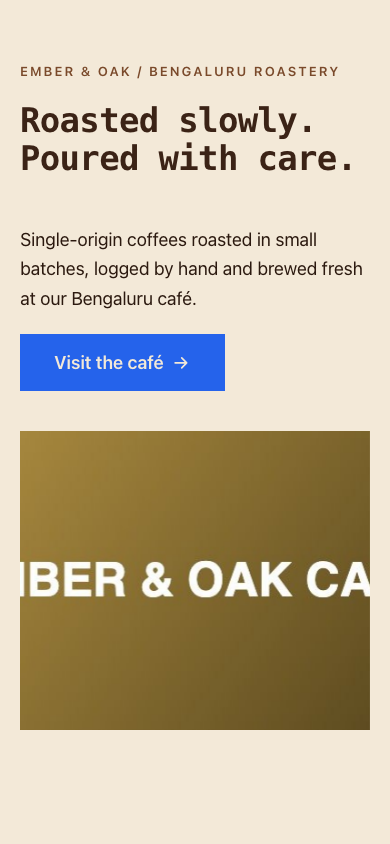 EMBER & OAK / BENGALURU ROASTERY
Roasted slowly.
Poured with care.
Single-origin coffees roasted in small
batches, logged by hand and brewed fresh
at our Bengaluru café.
Visit the café →
BER & OAK CA